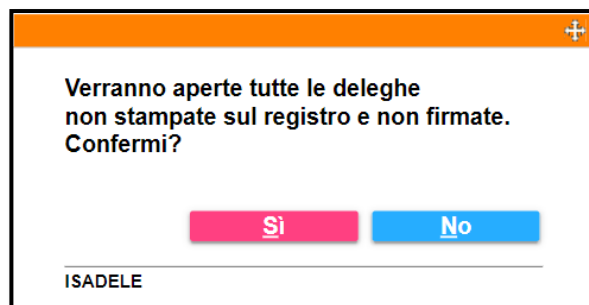 Verranno aperte tutte le deleghe
non stampate sul registro e non firmate.
Confermi?
Sì
No
ISADELE